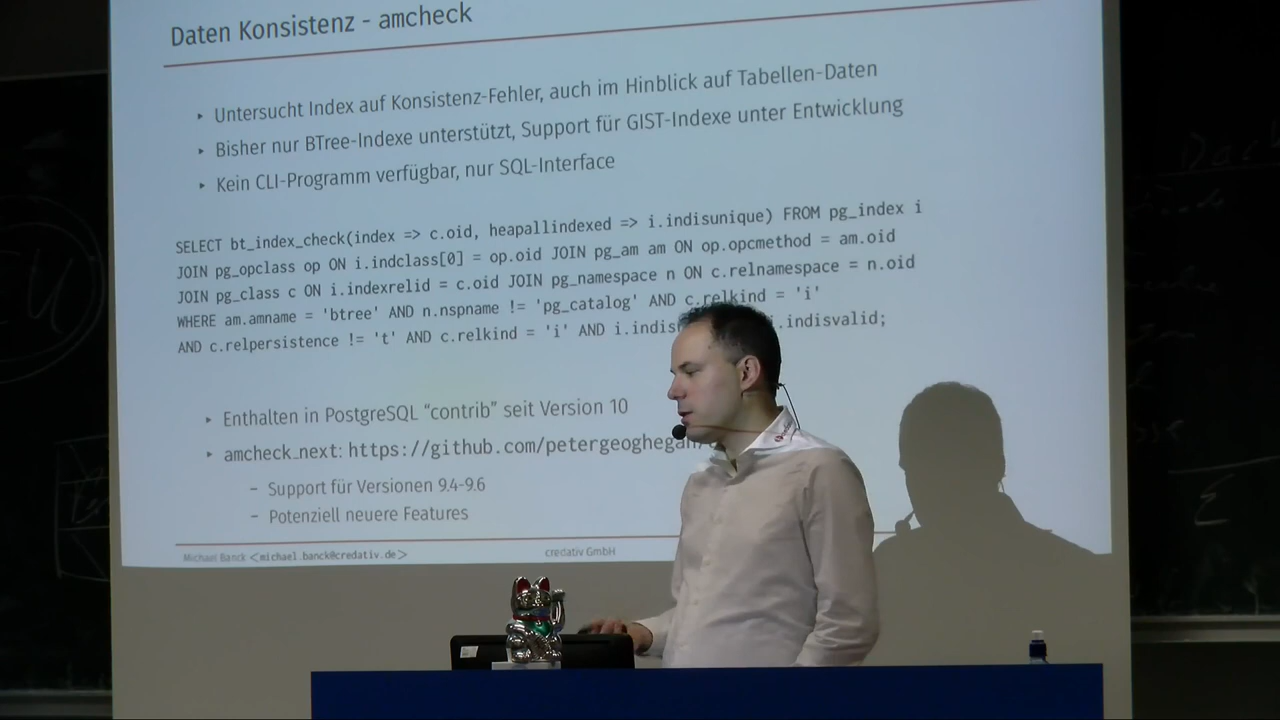 Daten Konsistenz - amcheck
▸ Untersucht Index auf Konsistenz-Fehler, auch im Hinblick auf Tabellen-Daten
▸ Bisher nur BTree-Indexe unterstützt, Support für GIST-Indexe unter Entwicklung
▸ Kein CLI-Programm verfügbar, nur SQL-Interface
SELECT bt_index_check(index => c.oid, heapallindexed => i.indisunique) FROM pg_index i
JOIN pg_opclass op ON i.indclass[0] = op.oid JOIN pg_am am ON op.opcmethod = am.oid
JOIN pg_class c ON i.indexrelid = c.oid JOIN pg_namespace n ON c.relnamespace = n.oid
WHERE am.amname = 'btree' AND n.nspname != 'pg_catalog' AND c.relkind = 'i'
AND c.relpersistence != 't' AND c.relkind = 'i' AND i.indis .indisvalid;
▸ Enthalten in PostgreSQL “contrib” seit Version 10
▸ amcheck_next: https://github.com/petergeoghegan/
– Support für Versionen 9.4-9.6
– Potenziell neuere Features
Michael Banck <michael.banck@credativ.de> credativ GmbH